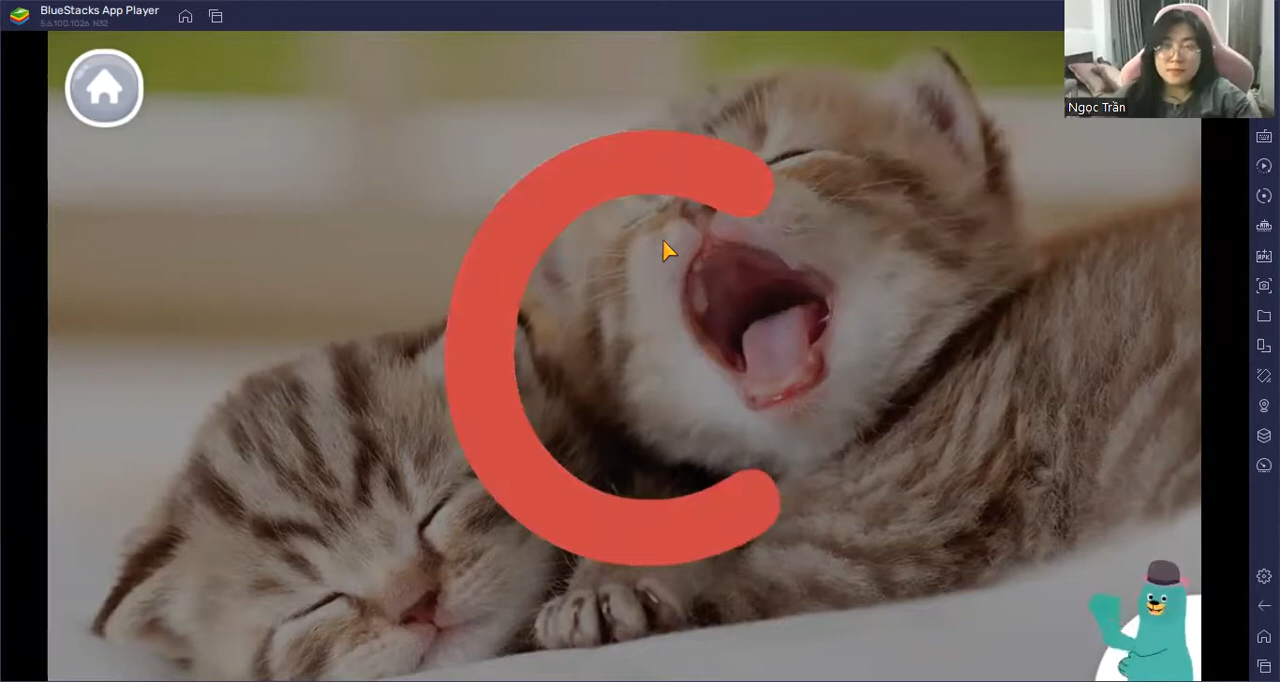 BlueStacks App Player
5.6.100.1026 N32
Ngọc Trần
C